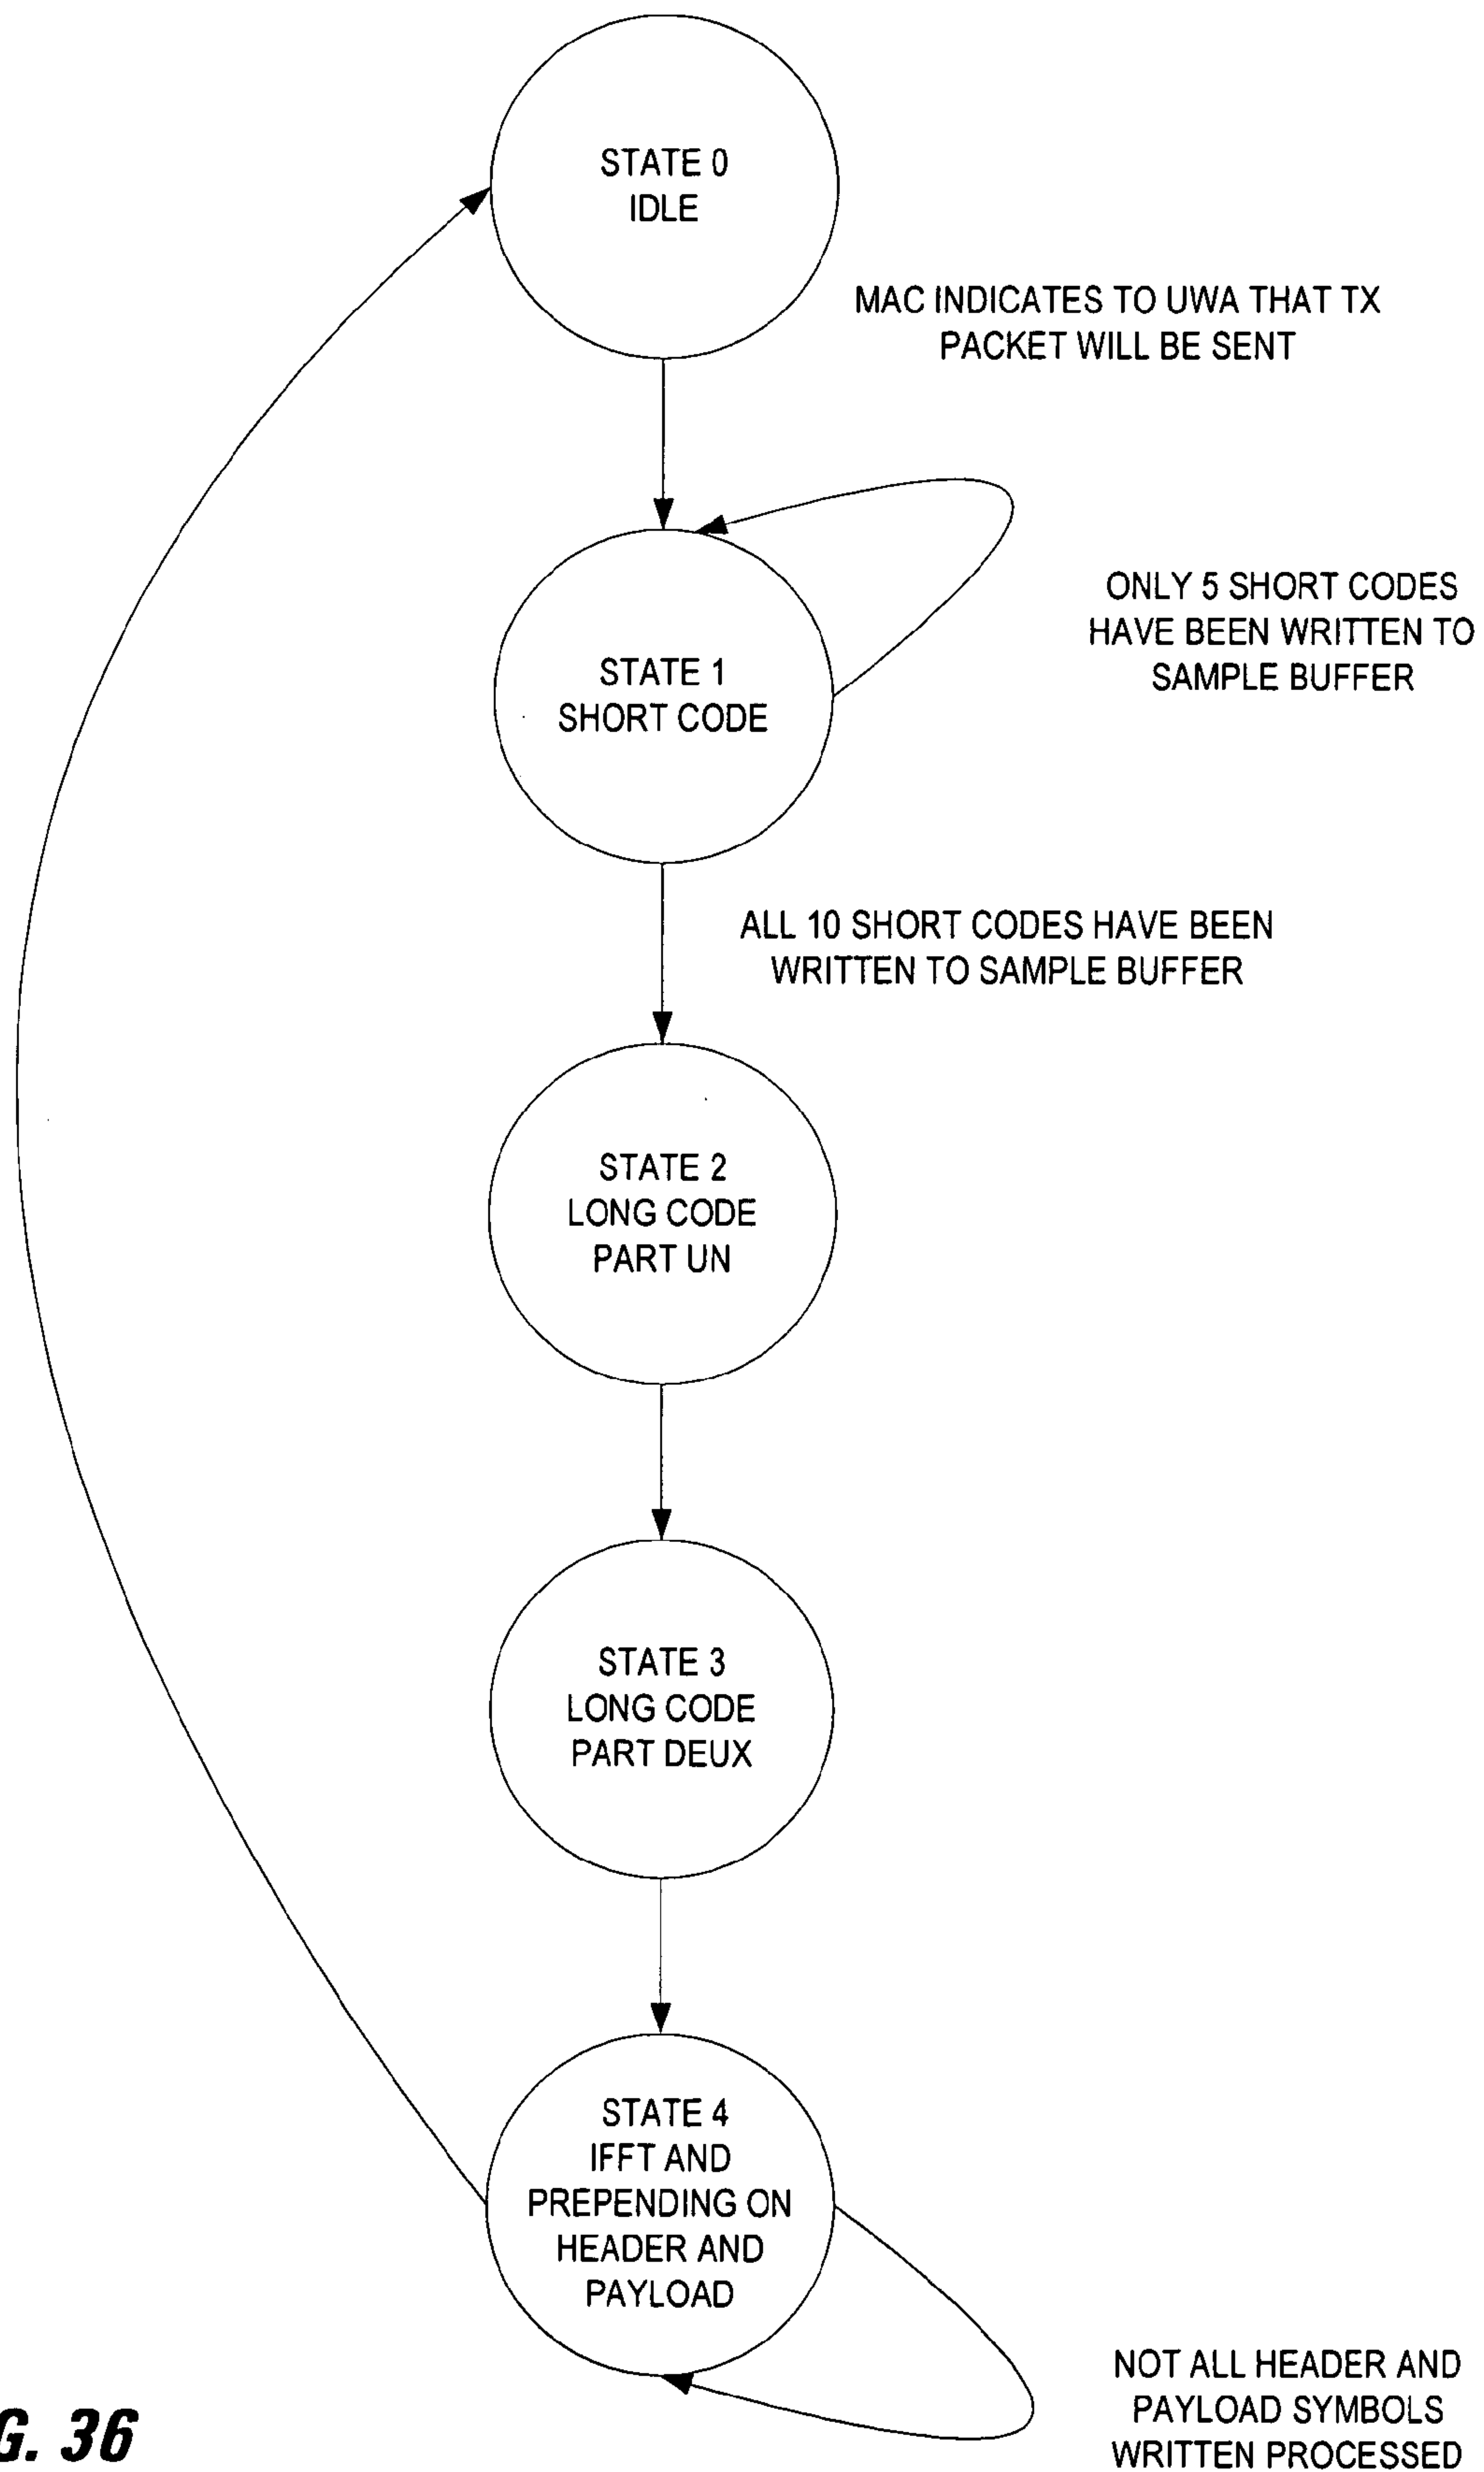 STATE 0
IDLE
MAC INDICATES TO UWA THAT TX
PACKET WILL BE SENT
ONLY 5 SHORT CODES
HAVE BEEN WRITTEN TO
SAMPLE BUFFER
STATE 1
SHORT CODE
ALL 10 SHORT CODES HAVE BEEN
WRITTEN TO SAMPLE BUFFER
STATE 2
LONG CODE
PART UN
STATE 3
LONG CODE
PART DEUX
STATE 4
IFFT AND
PREPENDING ON
HEADER AND
PAYLOAD
NOT ALL HEADER AND
PAYLOAD SYMBOLS
WRITTEN PROCESSED
G. 36